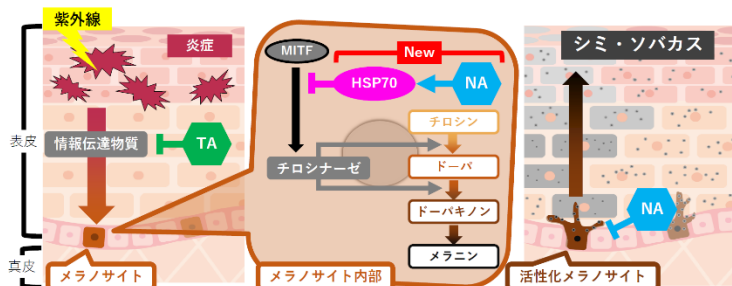 紫外線
炎症
表皮
情報伝達物質
TA
真皮
メラノサイト
MITF
New
HSP70
NA
チロシン
チロシナーゼ
ドーパ
ドーパキノン
メラニン
メラノサイト内部
シミ・ソバカス
NA
活性化メラノサイト